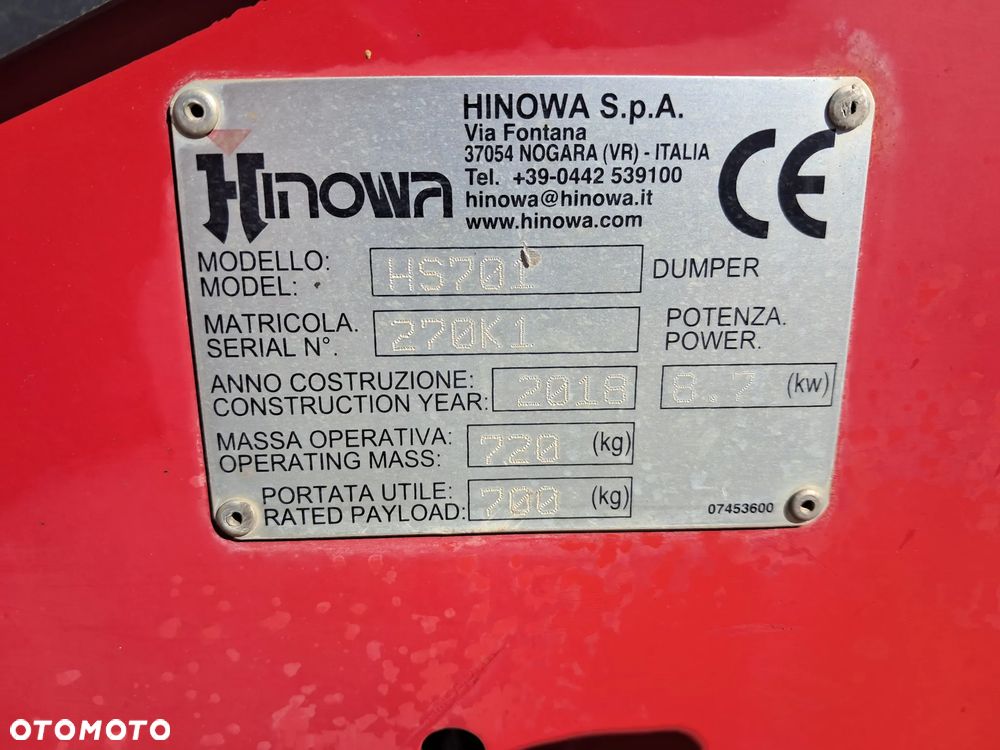 HINOWA S.p.A.
Via Fontana
37054 NOGARA (VR) - ITALIA
Tel. +39-0442 539100
hinowa@hinowa.it
www.hinowa.com
HINOWA
CE
MODELLO:
MODEL:
HS701
DUMPER
MATRICOLA.
SERIAL N°.
270K1
POTENZA.
POWER.
ANNO COSTRUZIONE:
CONSTRUCTION YEAR:
2018
8.7 (kw)
MASSA OPERATIVA:
OPERATING MASS:
720 (kg)
PORTATA UTILE:
RATED PAYLOAD:
700 (kg)
07453600
OTOMOTO